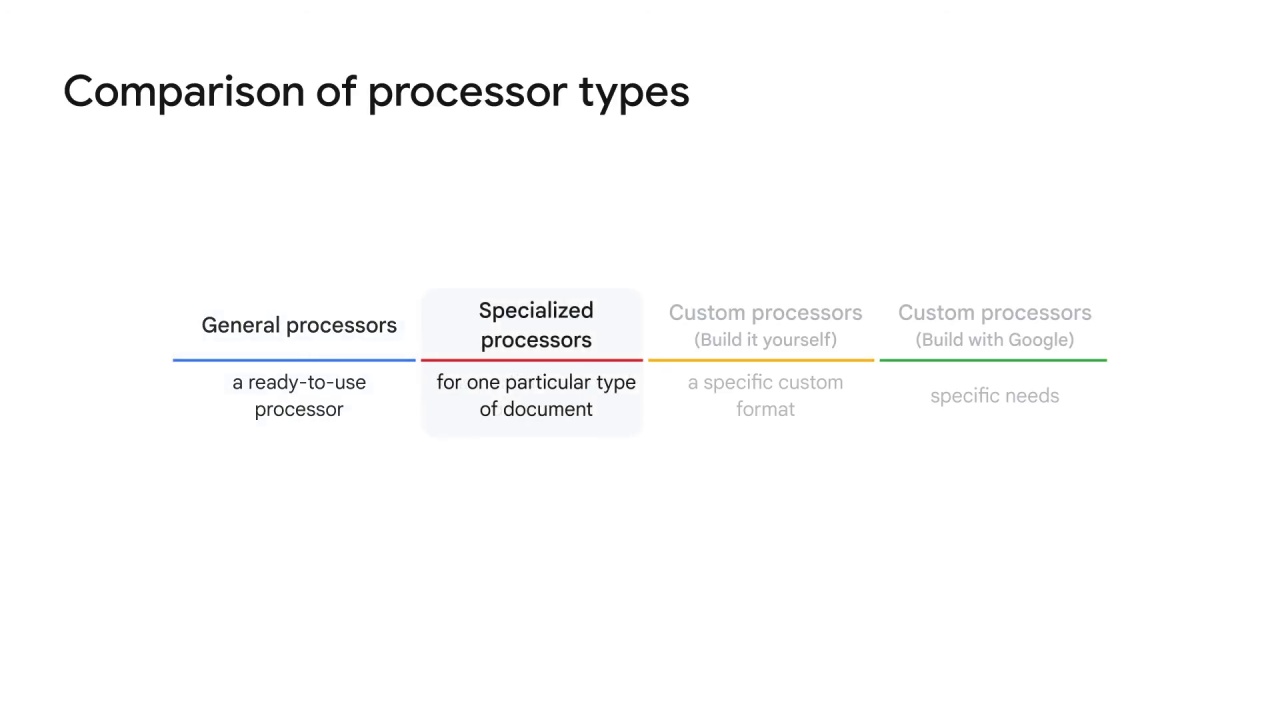 Comparison of processor types
General processors
a ready-to-use
processor
Specialized
processors
for one particular type
of document
Custom processors
(Build it yourself)
a specific custom
format
Custom processors
(Build with Google)
specific needs